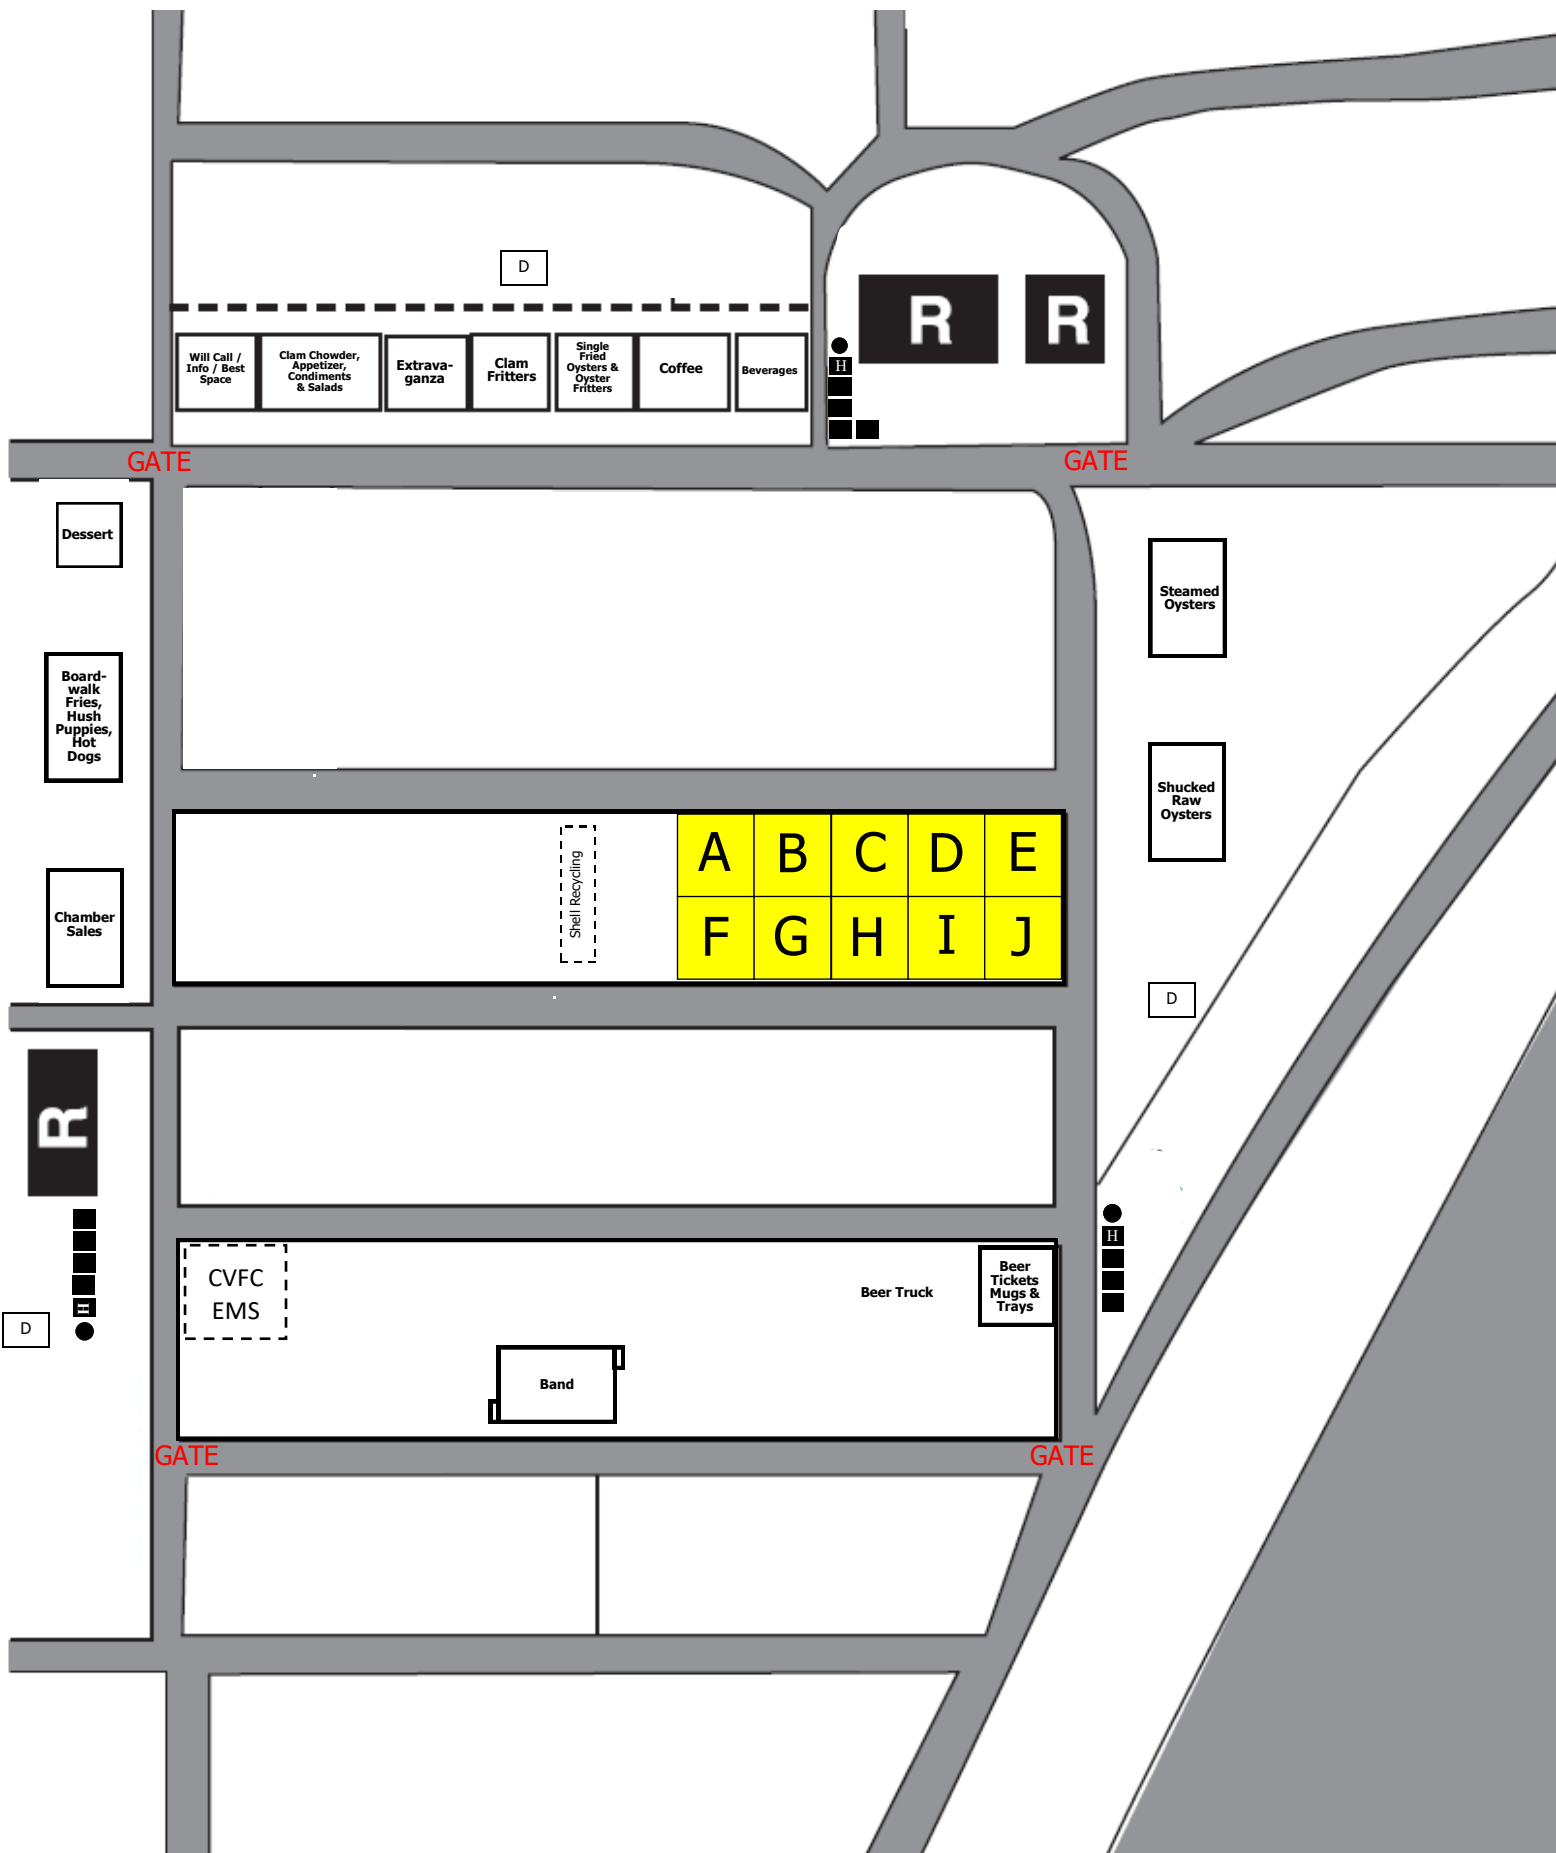 D
R
R
Will Call /
Info / Best
Space
Clam Chowder,
Appetizer,
Condiments
& Salads
Extrava-
ganza
Clam
Fritters
Single
Fried
Oysters &
Oyster
Fritters
Coffee
Beverages
H
GATE
GATE
Dessert
Steamed
Oysters
Board-
walk
Fries,
Hush
Puppies,
Hot
Dogs
Shucked
Raw
Oysters
Shell Recycling
A B C D E
F G H I J
Chamber
Sales
D
R
H
D
H
CVFC
EMS
Beer Truck
Beer
Tickets
Mugs &
Trays
Band
GATE
GATE